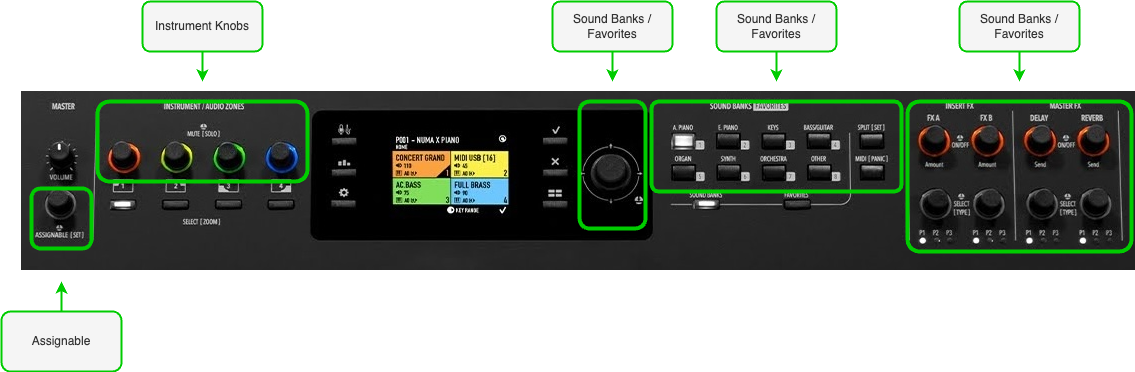 Instrument Knobs
Sound Banks /
Favorites
Sound Banks /
Favorites
Sound Banks /
Favorites
MASTER
INSTRUMENT / AUDIO ZONES
MUTE [ SOLO ]
VOLUME
ASSIGNABLE [SET]
1
2
3
4
SELECT [ ZOOM ]
P001 - NUMA X PIANO
HOME
CONCERT GRAND
110
1
MIDI USB [16]
45
2
AC.BASS
75
3
FULL BRASS
90
4
KEY RANGE
SOUND BANKS FAVORITES
A. PIANO
E. PIANO
KEYS
BASS/GUITAR
SPLIT [ SET ]
1
2
3
4
ORGAN
SYNTH
ORCHESTRA
OTHER
MIDI [ PANIC ]
5
6
7
8
SOUND BANKS
FAVORITES
INSERT FX
MASTER FX
FX A
FX B
DELAY
REVERB
ON/OFF
ON/OFF
Amount
Amount
Send
Send
SELECT
[TYPE]
SELECT
[TYPE]
P1 P2 P3
P1 P2 P3
P1 P2 P3
P1 P2 P3
Assignable